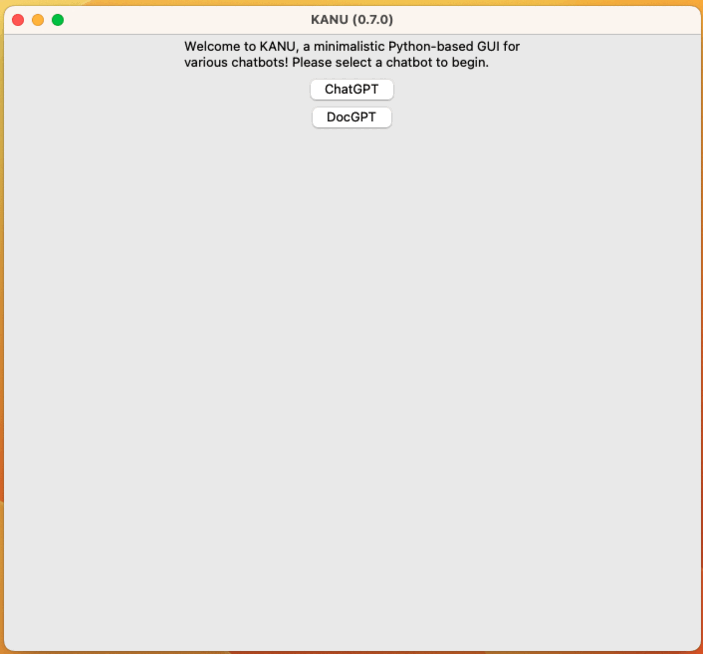 KANU (0.7.0)
Welcome to KANU, a minimalistic Python-based GUI for
various chatbots! Please select a chatbot to begin.
ChatGPT
DocGPT